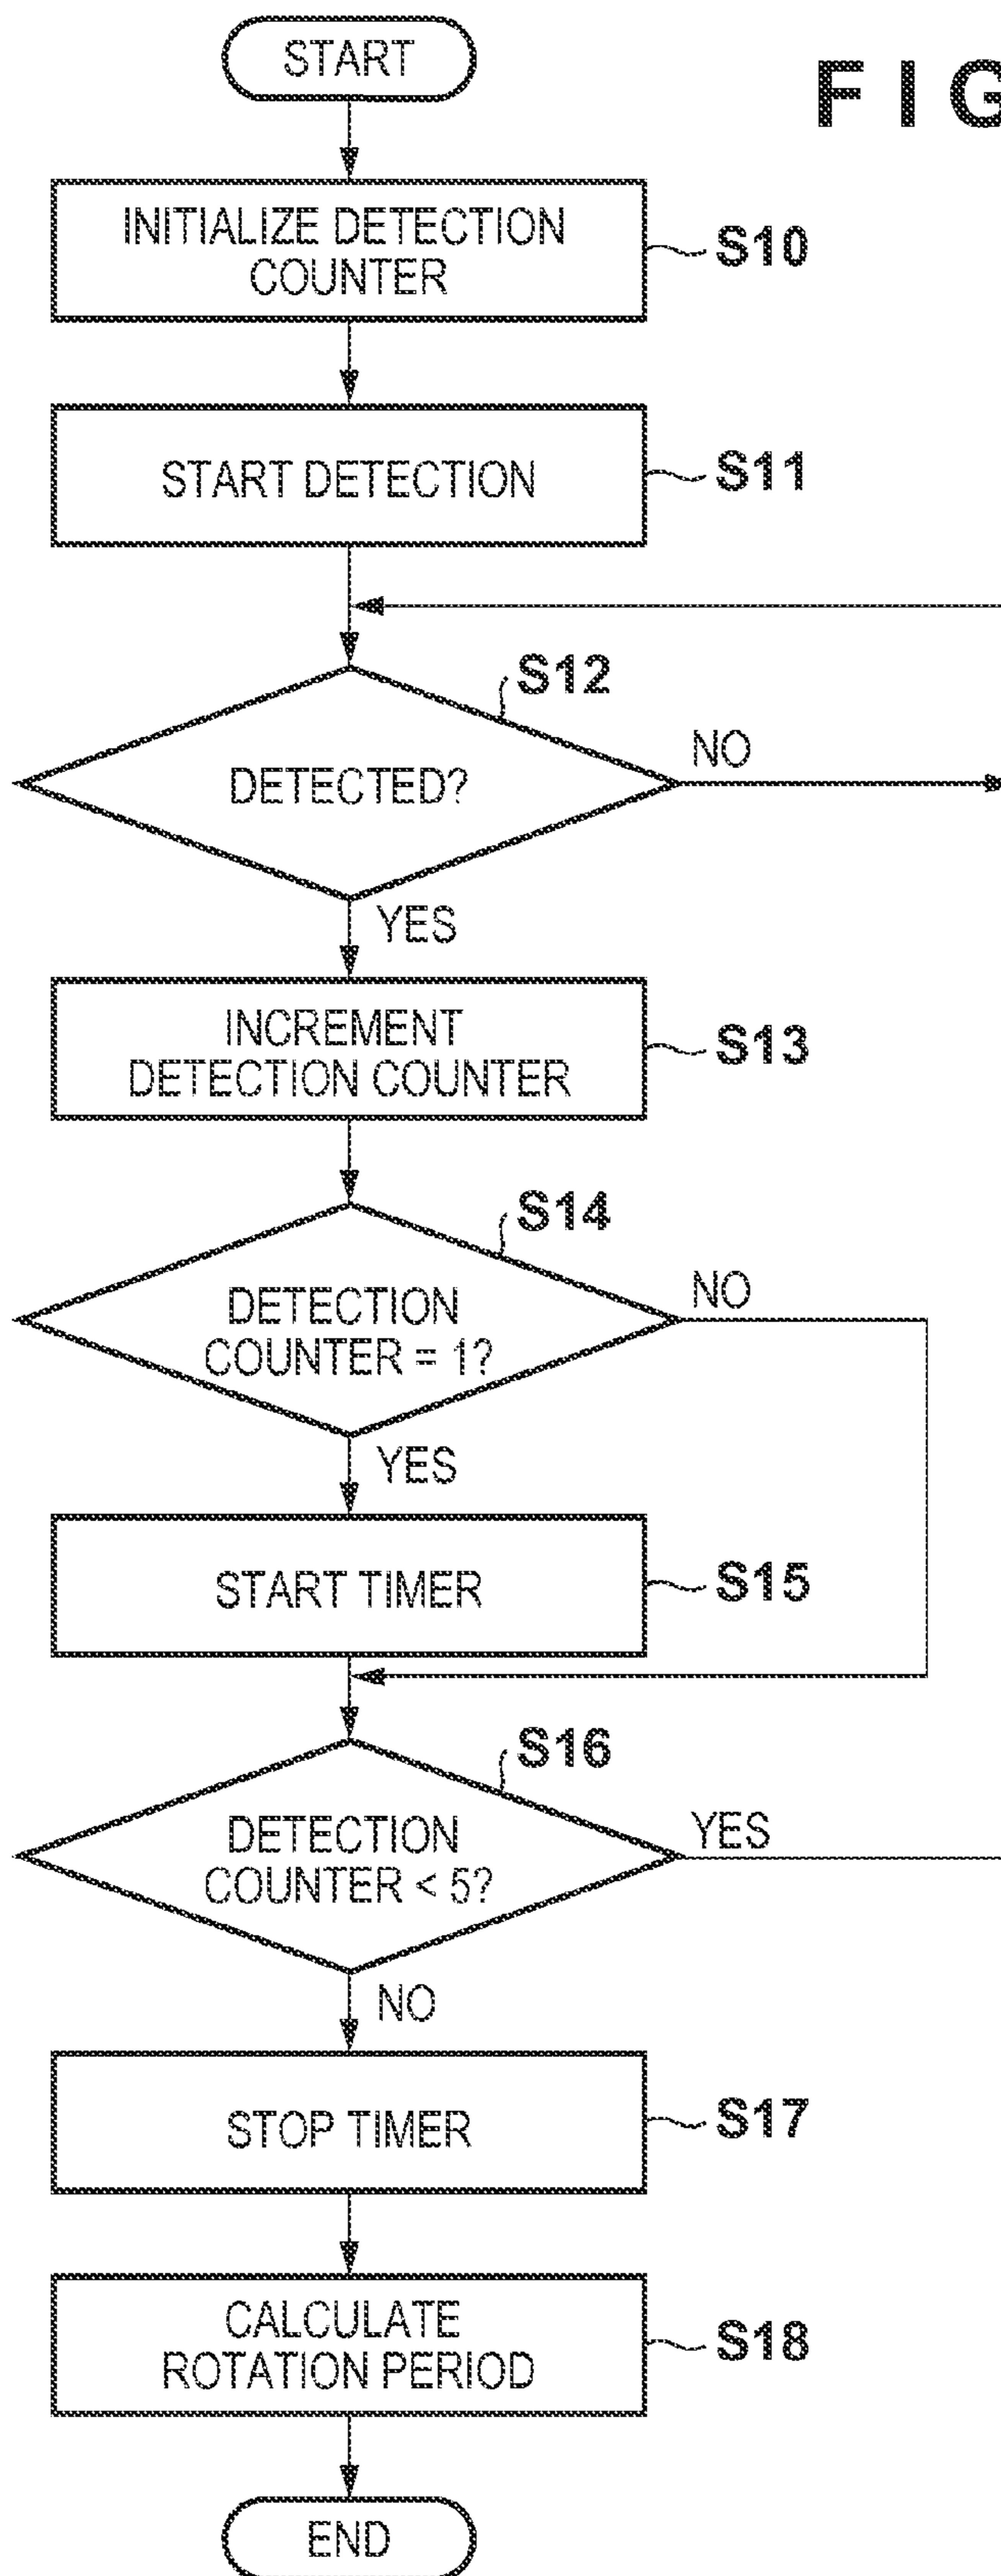 START
FIG
INITIALIZE DETECTION
COUNTER
S10
START DETECTION
S11
S12
DETECTED?
NO
YES
INCREMENT
DETECTION COUNTER
S13
S14
DETECTION
COUNTER = 1?
NO
YES
START TIMER
S15
S16
DETECTION
COUNTER < 5?
YES
NO
STOP TIMER
S17
CALCULATE
ROTATION PERIOD
S18
END